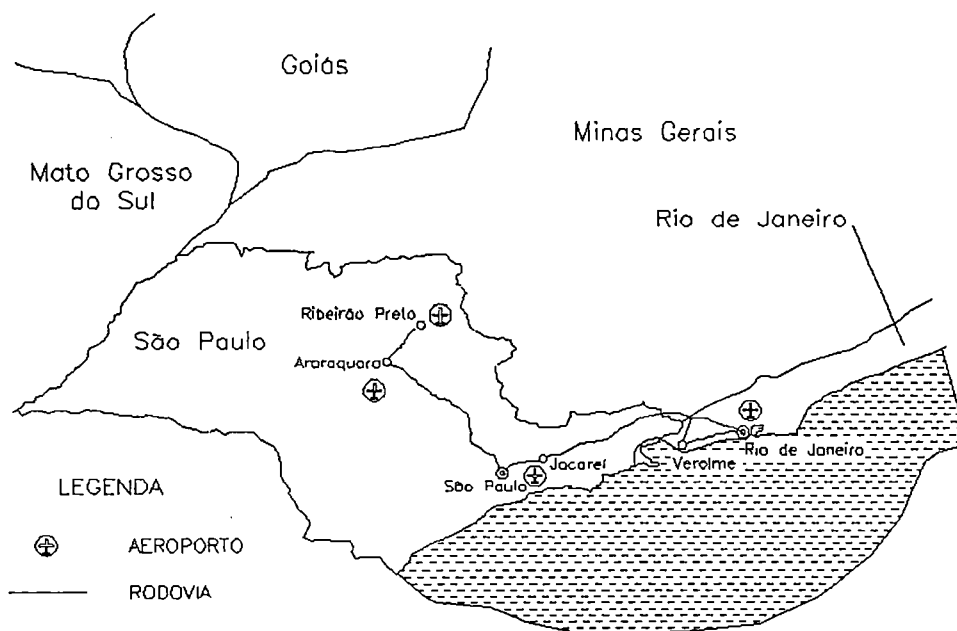 Goiás
Minas Gerais
Mato Grosso
do Sul
Rio de Janeiro
Ribeirão Preto
São Paulo
Araraquara
Jacareí
São Paulo
Verolme
Rio de Janeiro
LEGENDA
AEROPORTO
RODOVIA